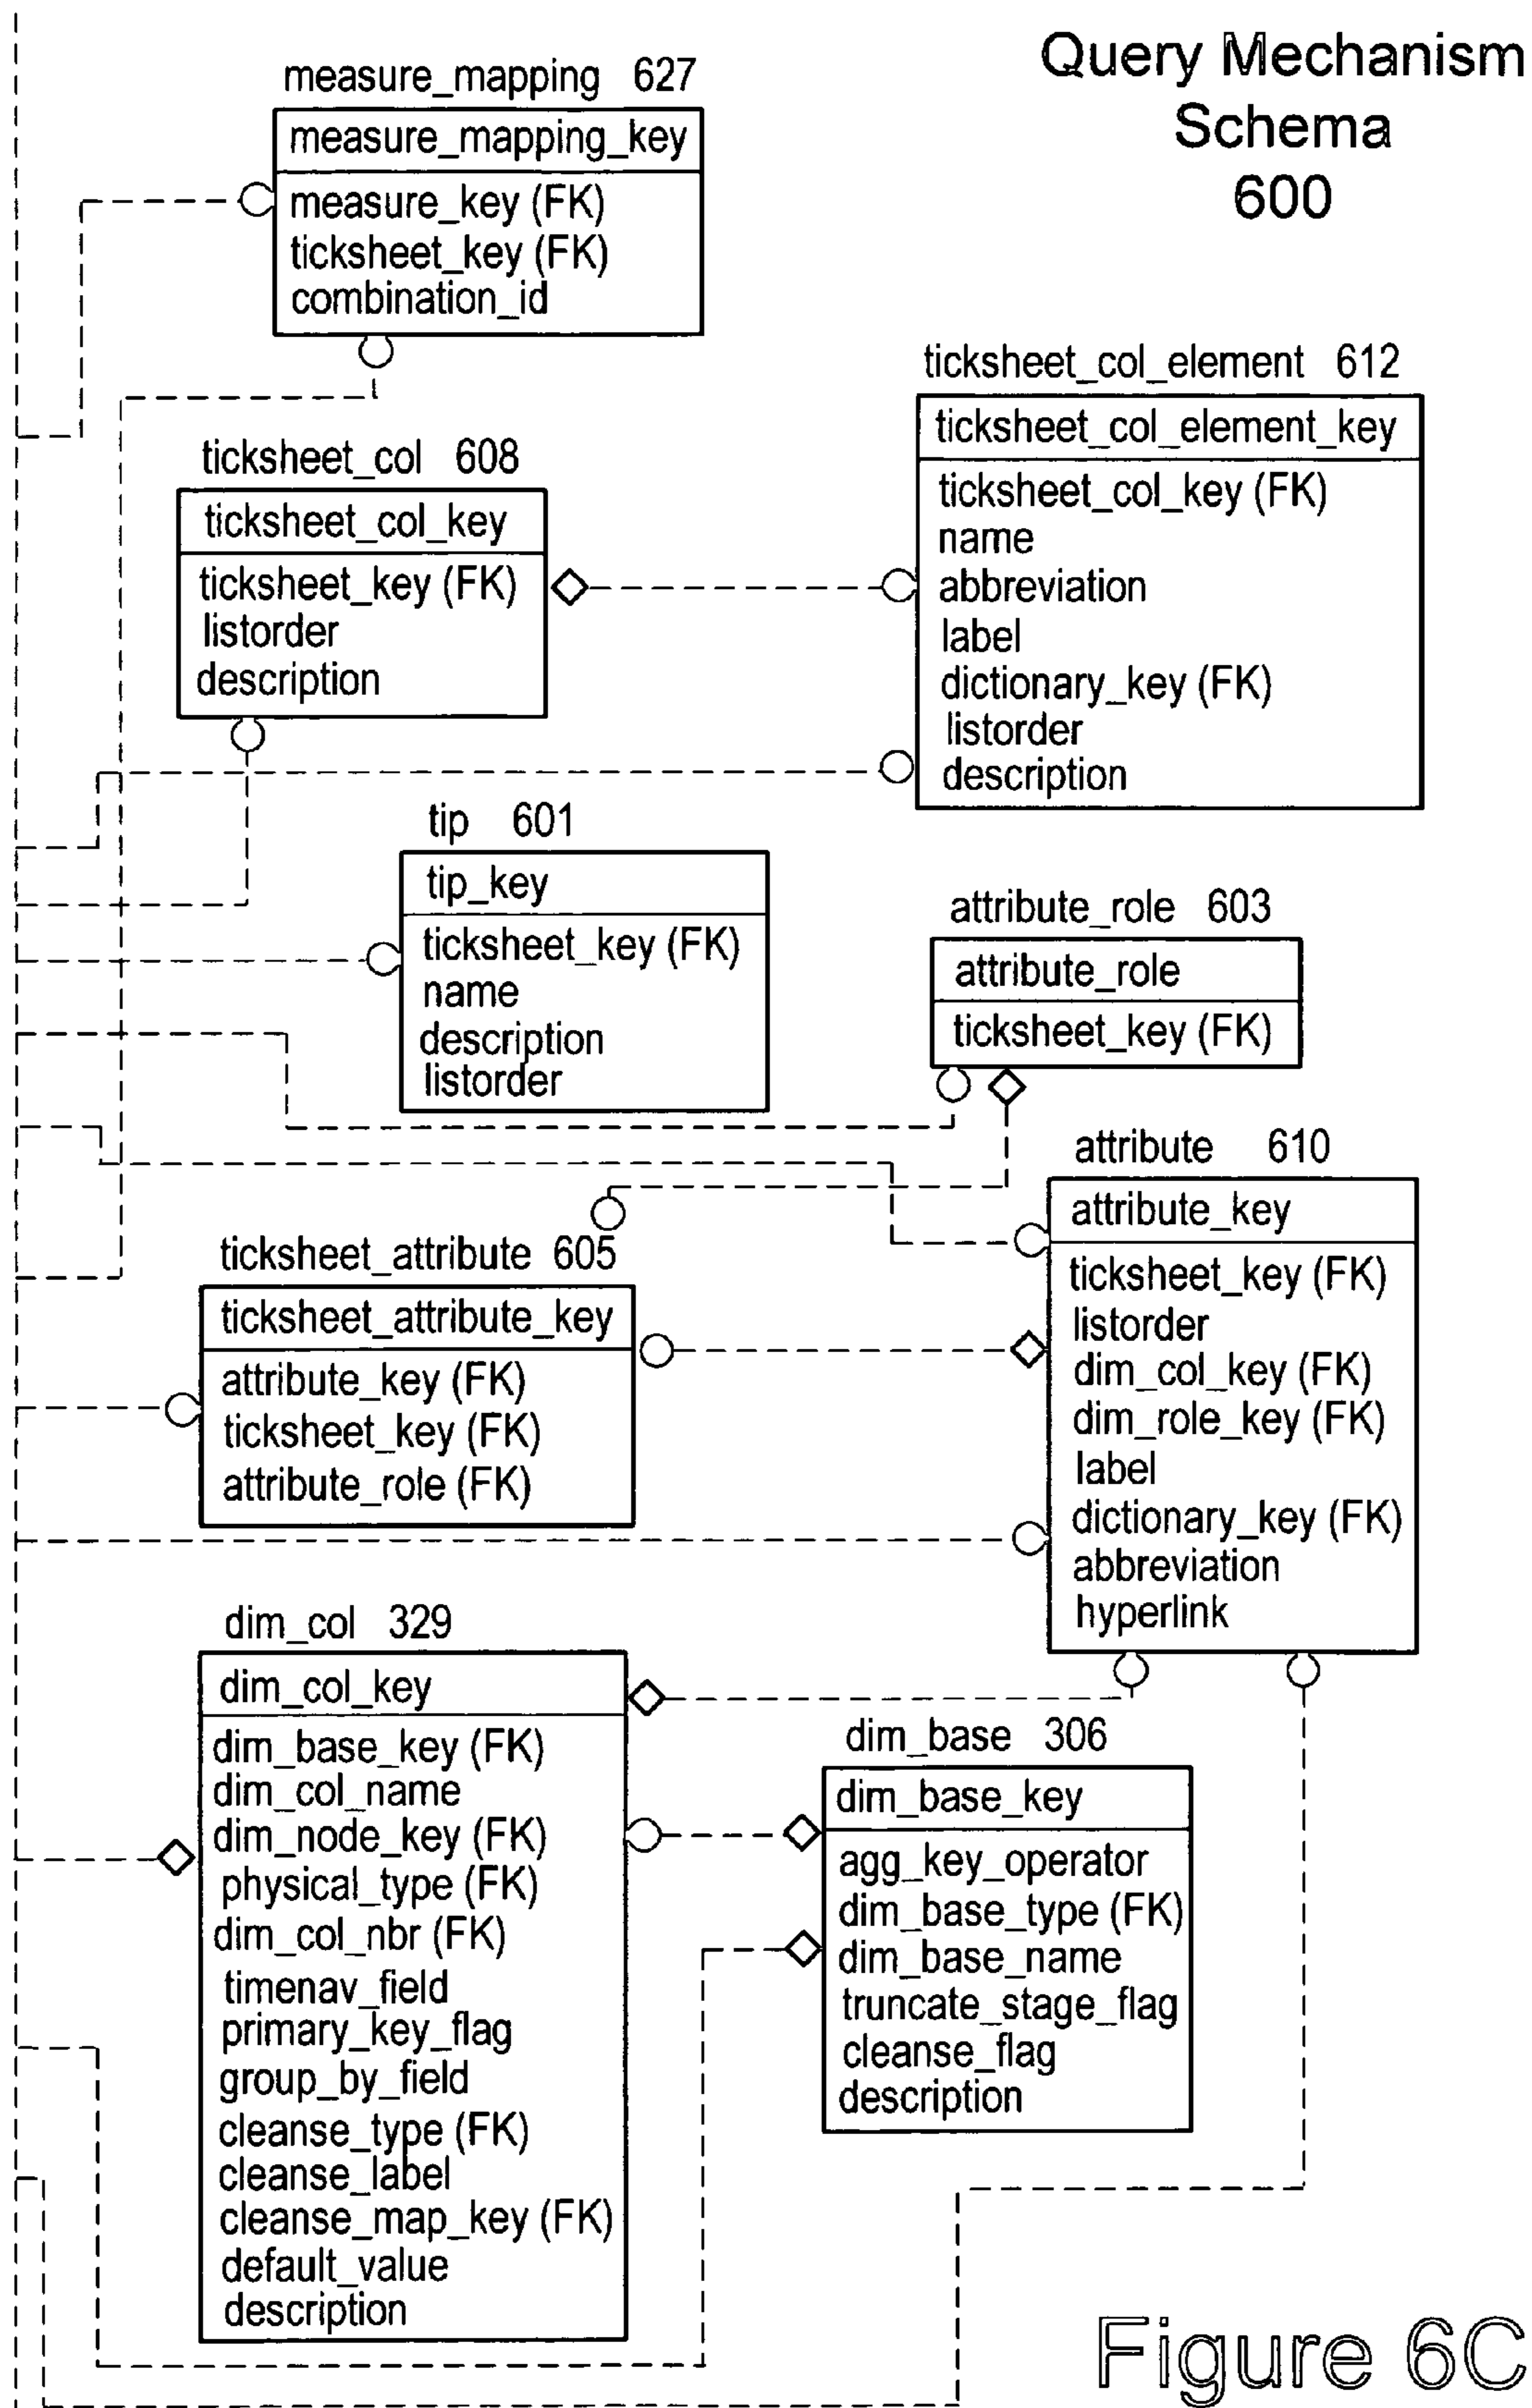 Query Mechanism
Schema
600
measure_mapping 627
measure_mapping_key
measure_key (FK)
ticksheet_key (FK)
combination_id
ticksheet_col_element 612
ticksheet_col_element_key
ticksheet_col_key (FK)
name
abbreviation
label
dictionary_key (FK)
listorder
description
ticksheet_col 608
ticksheet_col_key
ticksheet_key (FK)
listorder
description
tip 601
tip_key
ticksheet_key (FK)
name
description
listorder
attribute_role 603
attribute_role
ticksheet_key (FK)
attribute 610
attribute_key
ticksheet_key (FK)
listorder
dim_col_key (FK)
dim_role_key (FK)
label
dictionary_key (FK)
abbreviation
hyperlink
ticksheet_attribute 605
ticksheet_attribute_key
attribute_key (FK)
ticksheet_key (FK)
attribute_role (FK)
dim_col 329
dim_col_key
dim_base_key (FK)
dim_col_name
dim_node_key (FK)
physical_type (FK)
dim_col_nbr (FK)
timenav_field
primary_key_flag
group_by_field
cleanse_type (FK)
cleanse_label
cleanse_map_key (FK)
default_value
description
dim_base 306
dim_base_key
agg_key_operator
dim_base_type (FK)
dim_base_name
truncate_stage_flag
cleanse_flag
description
Figure 6C